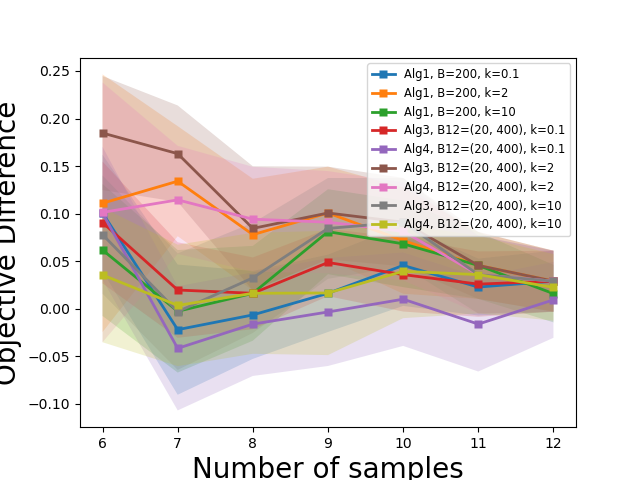 Objective Difference
0.25
0.20
0.15
0.10
0.05
0.00
−0.05
−0.10
Alg1, B=200, k=0.1
Alg1, B=200, k=2
Alg1, B=200, k=10
Alg3, B12=(20, 400), k=0.1
Alg4, B12=(20, 400), k=0.1
Alg3, B12=(20, 400), k=2
Alg4, B12=(20, 400), k=2
Alg3, B12=(20, 400), k=10
Alg4, B12=(20, 400), k=10
6 7 8 9 10 11 12
Number of samples